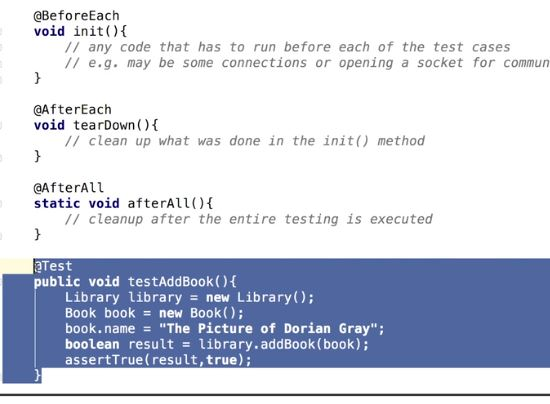 @BeforeEach
void init(){
// any code that has to run before each of the test cases
// e.g. may be some connections or opening a socket for
}
@AfterEach
void tearDown(){
// clean up what was done in the init() method
}
@AfterAll
static void afterAll(){
// cleanup after the entire testing is executed
}
@Test
public void testAddBook(){
Library library = new Library();
Book book = new Book();
book.name = "The Picture of Dorian Gray";
boolean result = library.addBook(book);
assertTrue(result,true);
}